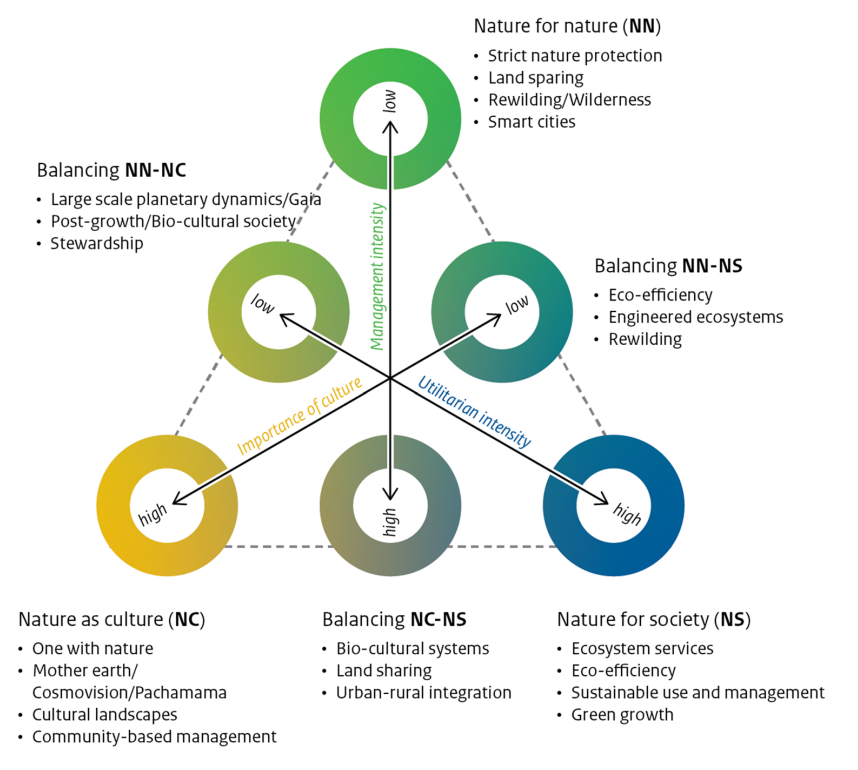 Nature for nature (NN)
• Strict nature protection
• Land sparing
• Rewilding/Wilderness
• Smart cities
low
Balancing NN-NC
• Large scale planetary dynamics/Gaia
• Post-growth/Bio-cultural society
• Stewardship
Management intensity
Balancing NN-NS
• Eco-efficiency
• Engineered ecosystems
• Rewilding
low
low
Importance of culture
Utilitarian intensity
high
high
high
Nature as culture (NC)
• One with nature
• Mother earth/
Cosmovision/Pachamama
• Cultural landscapes
• Community-based management
Balancing NC-NS
• Bio-cultural systems
• Land sharing
• Urban-rural integration
Nature for society (NS)
• Ecosystem services
• Eco-efficiency
• Sustainable use and management
• Green growth